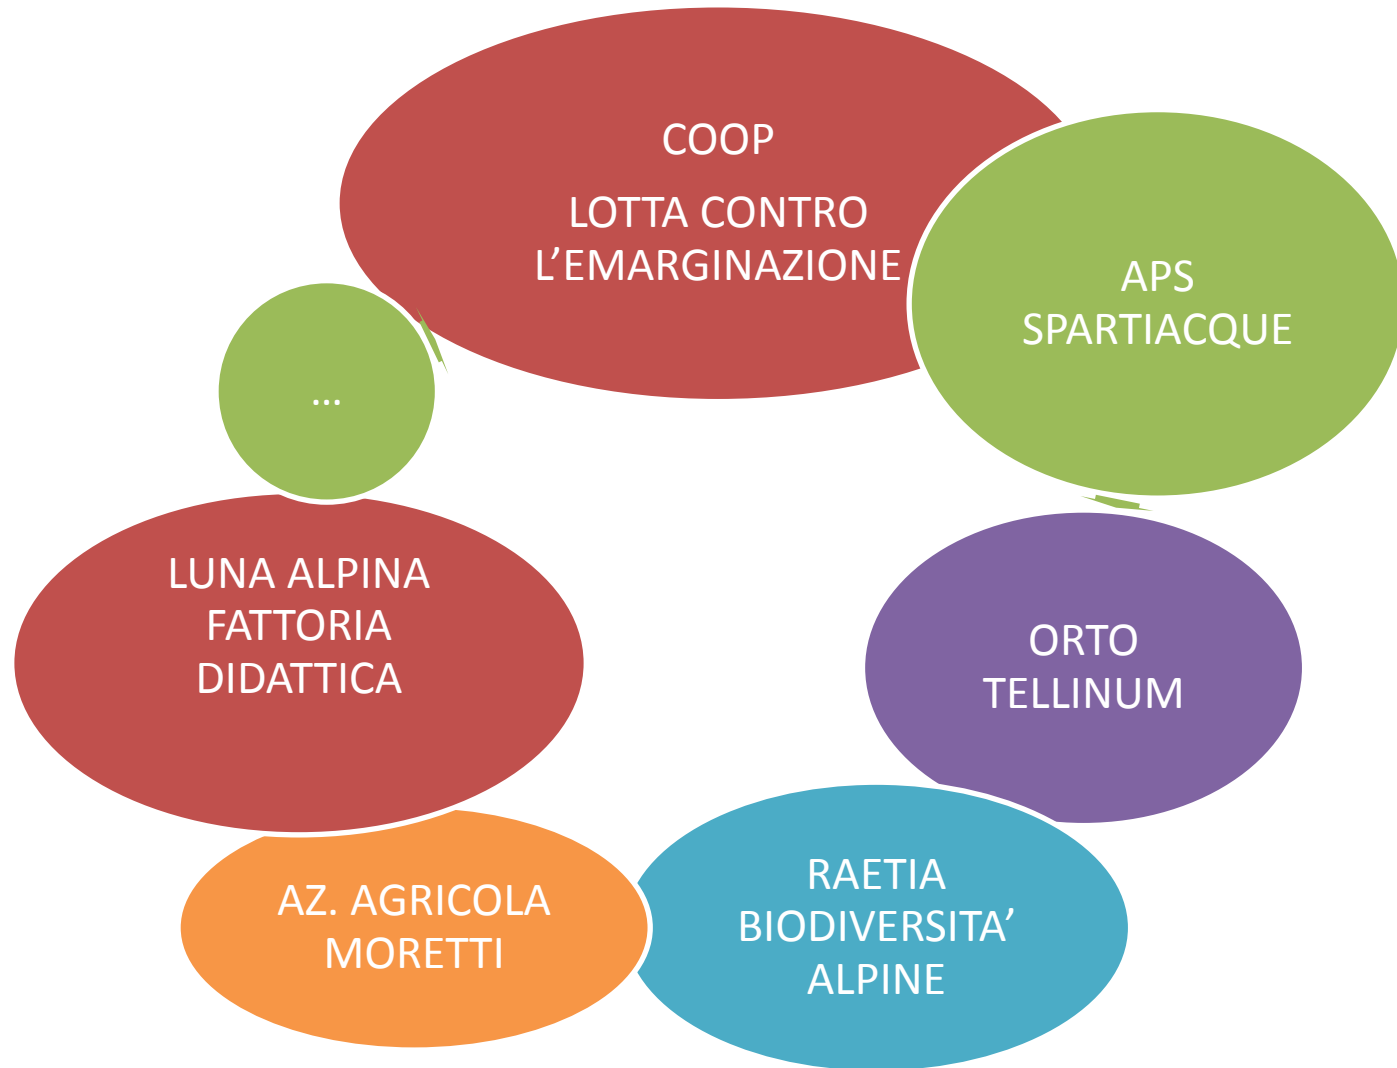 COOP
LOTTA CONTRO
L’EMARGINAZIONE
APS
SPARTIACQUE
ORTO
TELLINUM
RAETIA
BIODIVERSITA’
ALPINE
AZ. AGRICOLA
MORETTI
LUNA ALPINA
FATTORIA
DIDATTICA
...